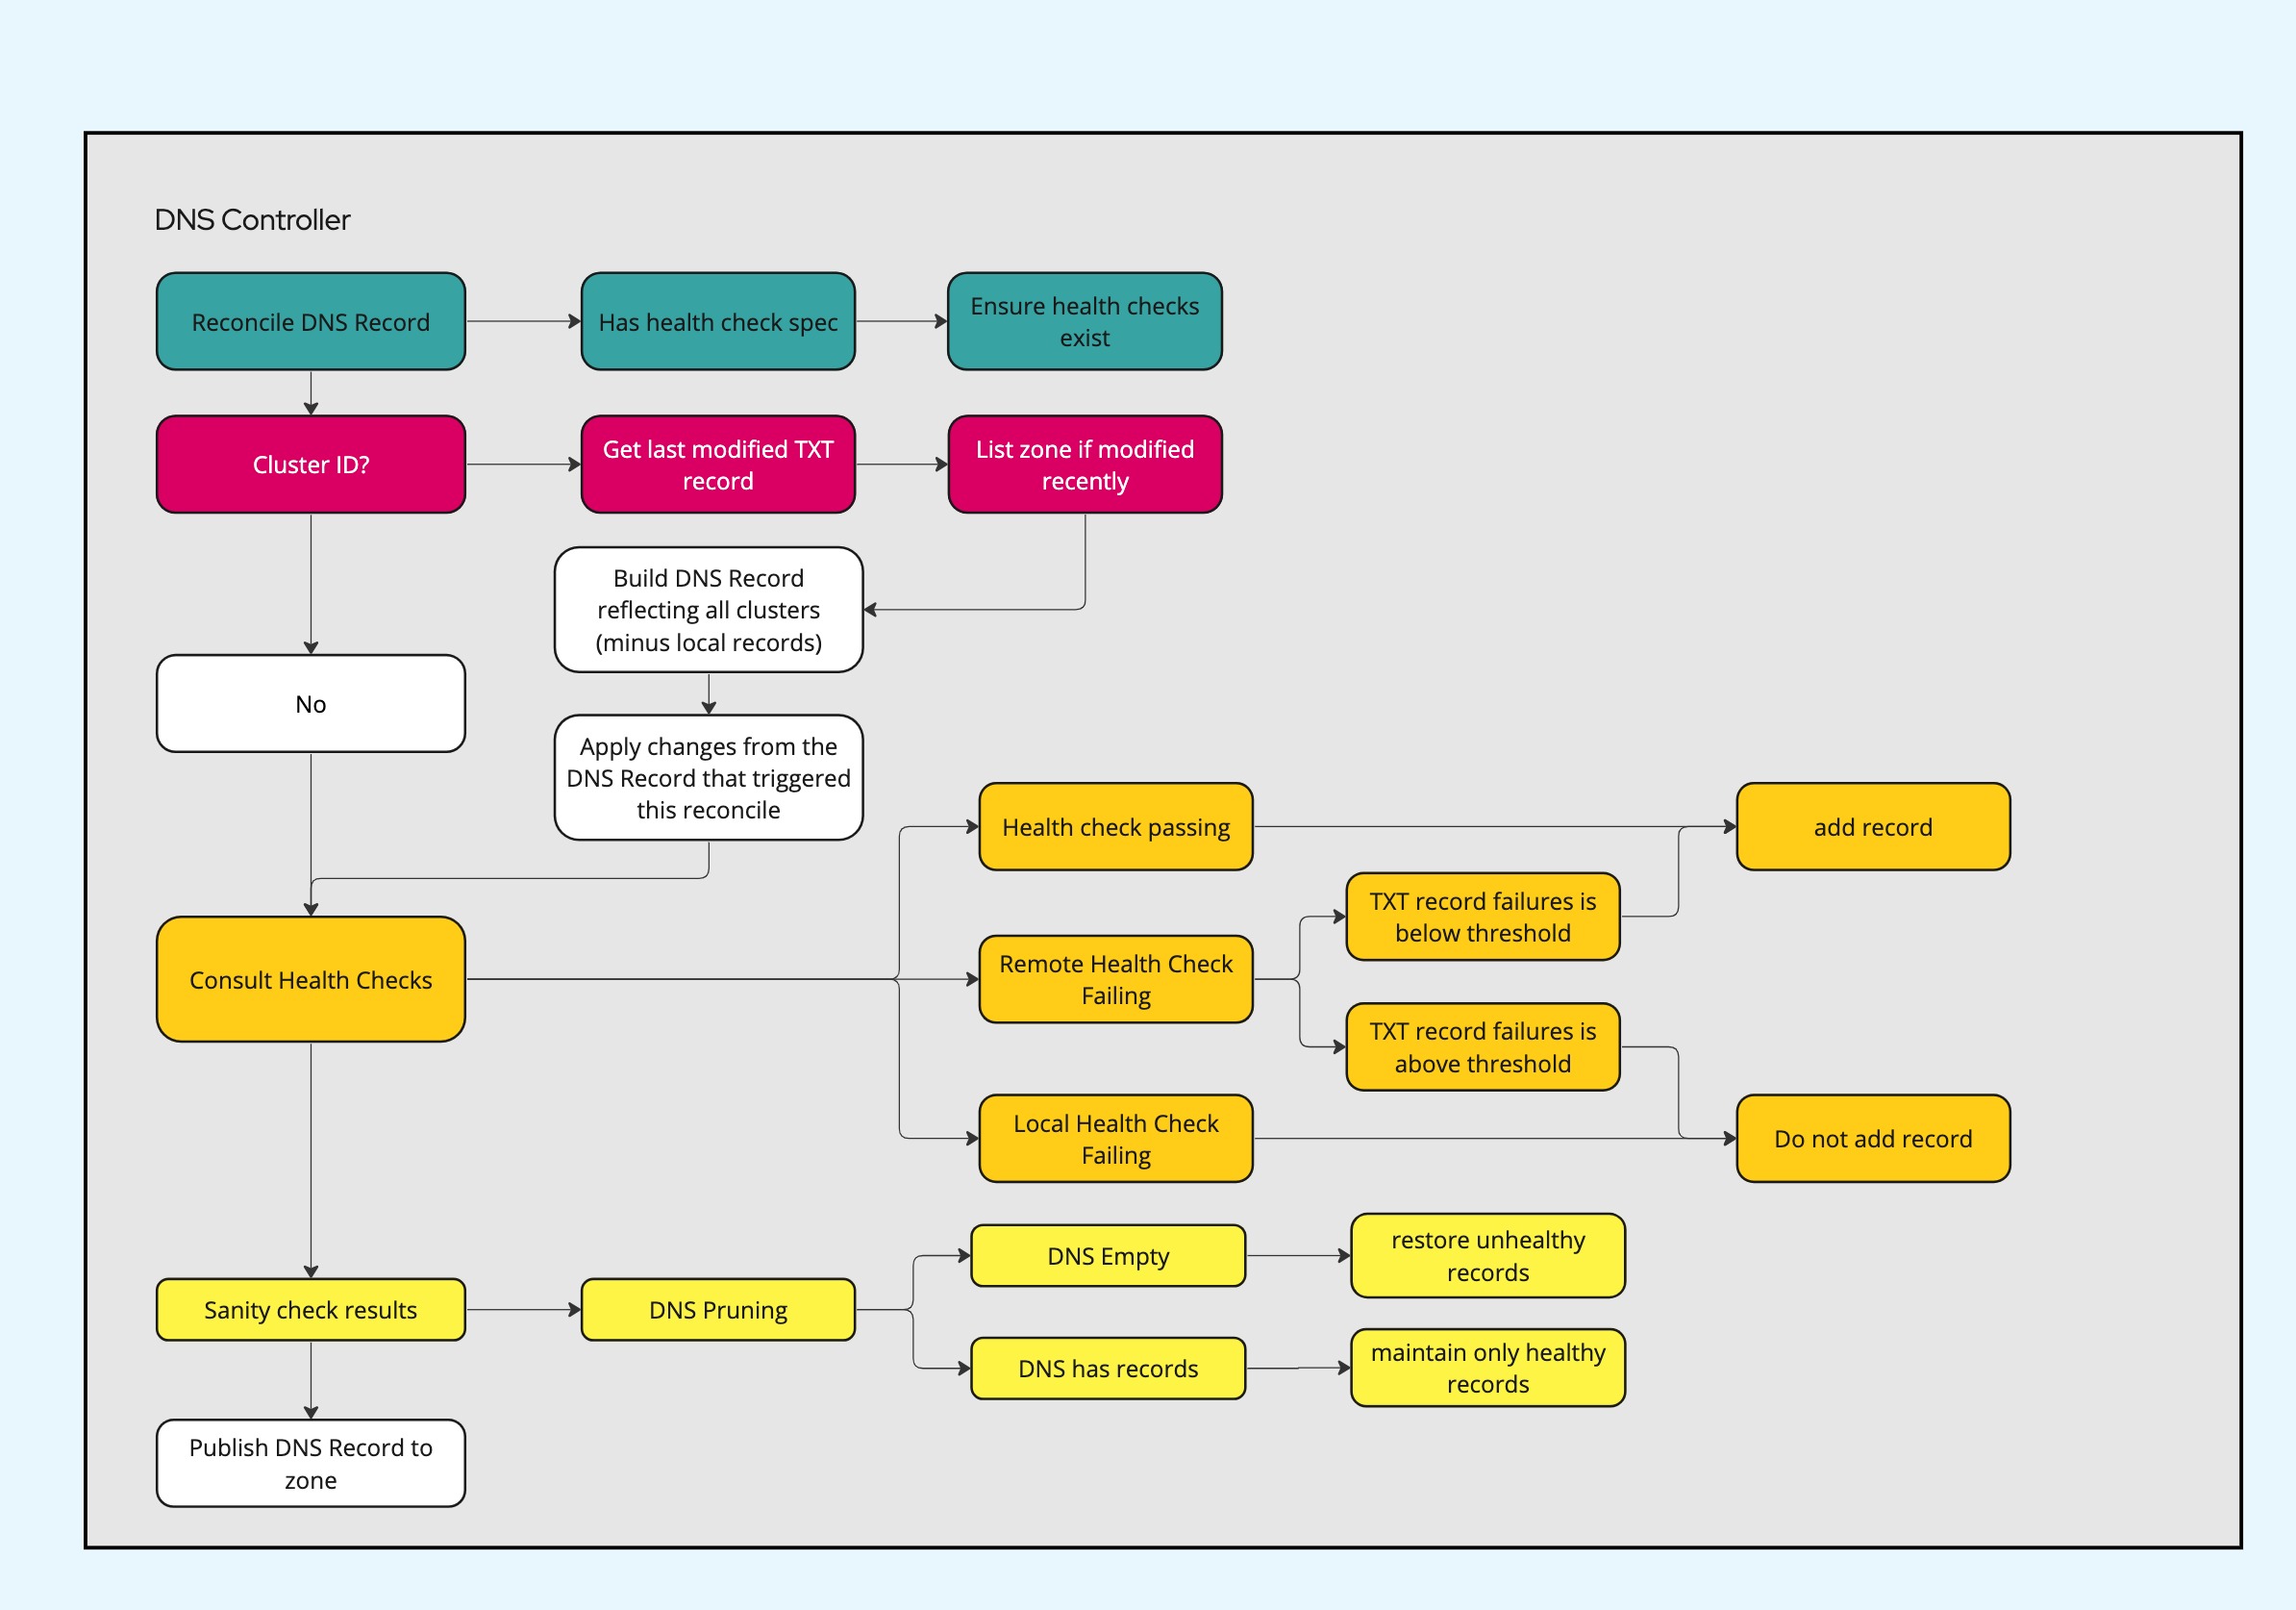 DNS Controller
Reconcile DNS Record
Has health check spec
Ensure health checks
exist
Cluster ID?
Get last modified TXT
record
List zone if modified
recently
Build DNS Record
reflecting all clusters
(minus local records)
No
Apply changes from the
DNS Record that triggered
this reconcile
Health check passing
add record
TXT record failures is
below threshold
Consult Health Checks
Remote Health Check
Failing
TXT record failures is
above threshold
Local Health Check
Failing
Do not add record
DNS Empty
restore unhealthy
records
Sanity check results
DNS Pruning
DNS has records
maintain only healthy
records
Publish DNS Record to
zone